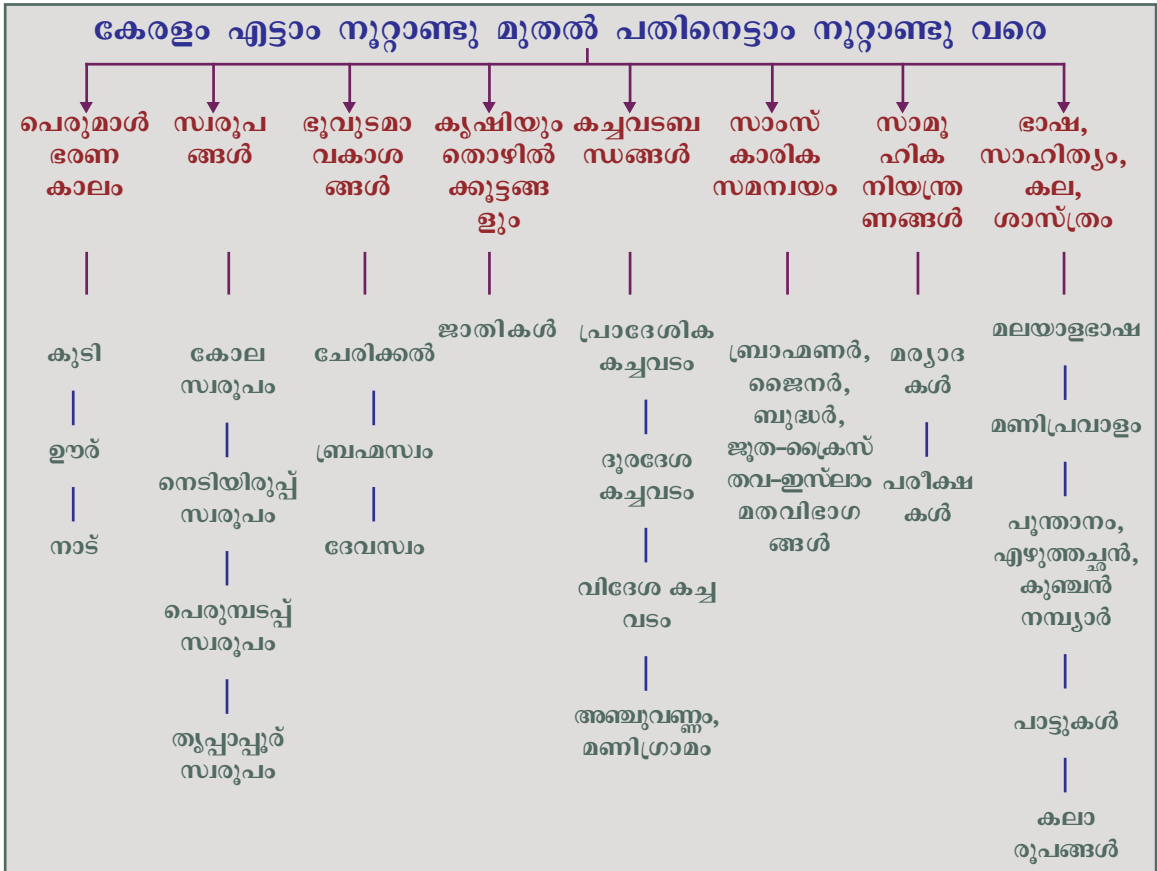 കേരളം എട്ടാം നൂറ്റാണ്ടു മുതൽ പതിനെട്ടാം നൂറ്റാണ്ടു വരെ
പെരുമാൾ
ഭരണ
കാലം
കുടി
ഊര്
നാട്
സ്വരൂപ
ങ്ങൾ
കോല
സ്വരൂപം
നെടിയിരുപ്പ്
സ്വരൂപം
പെരുമ്പടപ്പ്
സ്വരൂപം
തൃപ്പാപ്പൂര്
സ്വരൂപം
ഭൂവുടമാ
വകാശ
ങ്ങൾ
ചേരിക്കൽ
ബ്രഹ്മസ്വം
ദേവസ്വം
കൃഷിയും
തൊഴിൽ
ക്കൂട്ടങ്ങ
ളും
ജാതികൾ
കച്ചവടബ
ന്ധങ്ങൾ
പ്രാദേശിക
കച്ചവടം
ദൂരദേശ
കച്ചവടം
വിദേശ കച്ച
വടം
അഞ്ചുവണ്ണം,
മണിഗ്രാമം
സാംസ്
കാരിക
സമന്വയം
ബ്രാഹ്മണർ,
ജൈനർ,
ബുദ്ധർ,
ജൂത-ക്രൈസ്
തവ-ഇസ്‌ലാം
മതവിഭാഗ
ങ്ങൾ
സാമൂ
ഹിക
നിയന്ത്ര
ണങ്ങൾ
മര്യാദ
കൾ
പരീക്ഷ
കൾ
ഭാഷ,
സാഹിത്യം,
കല,
ശാസ്ത്രം
മലയാളഭാഷ
മണിപ്രവാളം
പൂന്താനം,
എഴുത്തച്ഛൻ,
കുഞ്ചൻ
നമ്പ്യാർ
പാട്ടുകൾ
കലാ
രൂപങ്ങൾ